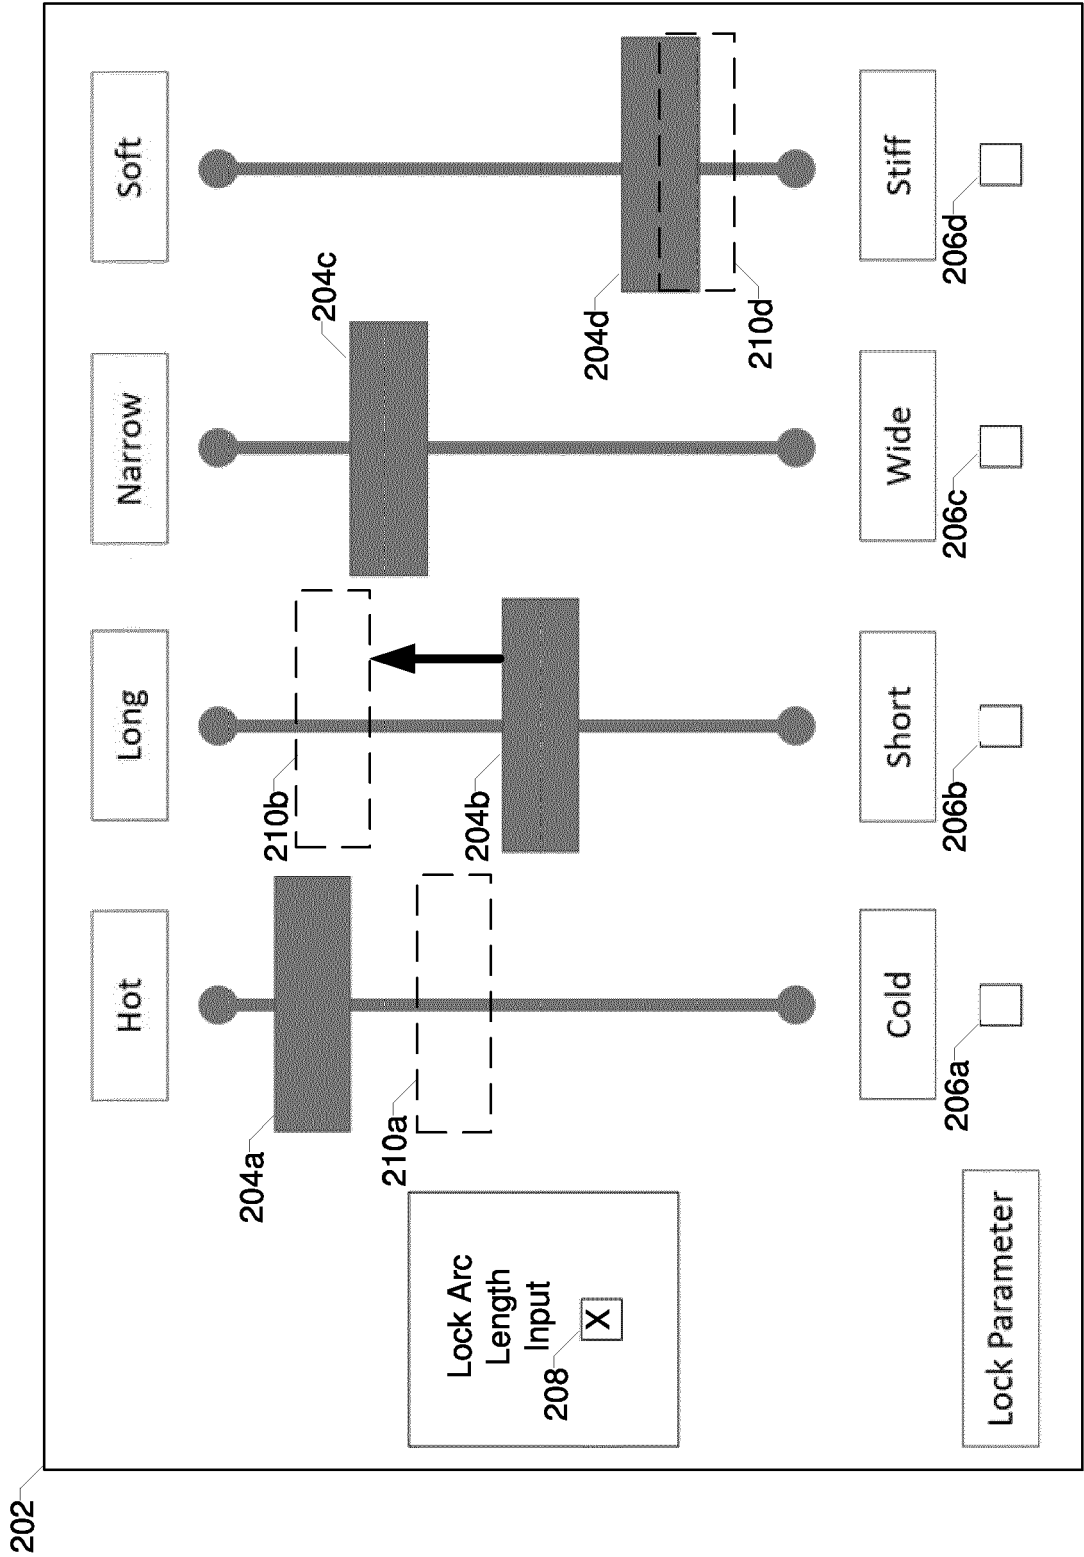 202
Hot
Long
Narrow
Soft
204a
210a
210b
204b
204c
204d
210d
Lock Arc
Length
Input
208
X
Cold
Short
Wide
Stiff
Lock Parameter
206a
206b
206c
206d